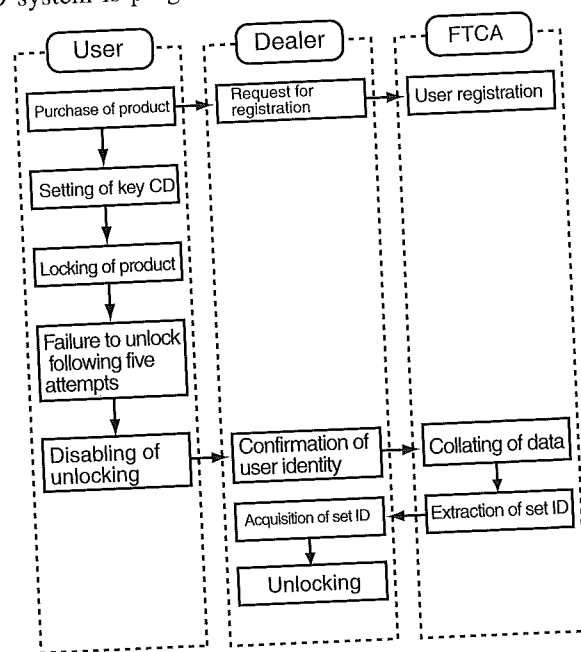 system is
User
Dealer
FTCA
Purchase of product
Request for
registration
User registration
Setting of key CD
Locking of product
Failure to unlock
following five
attempts
Disabling of
unlocking
Confirmation of
user identity
Collating of data
Acquisition of set ID
Extraction of set ID
Unlocking